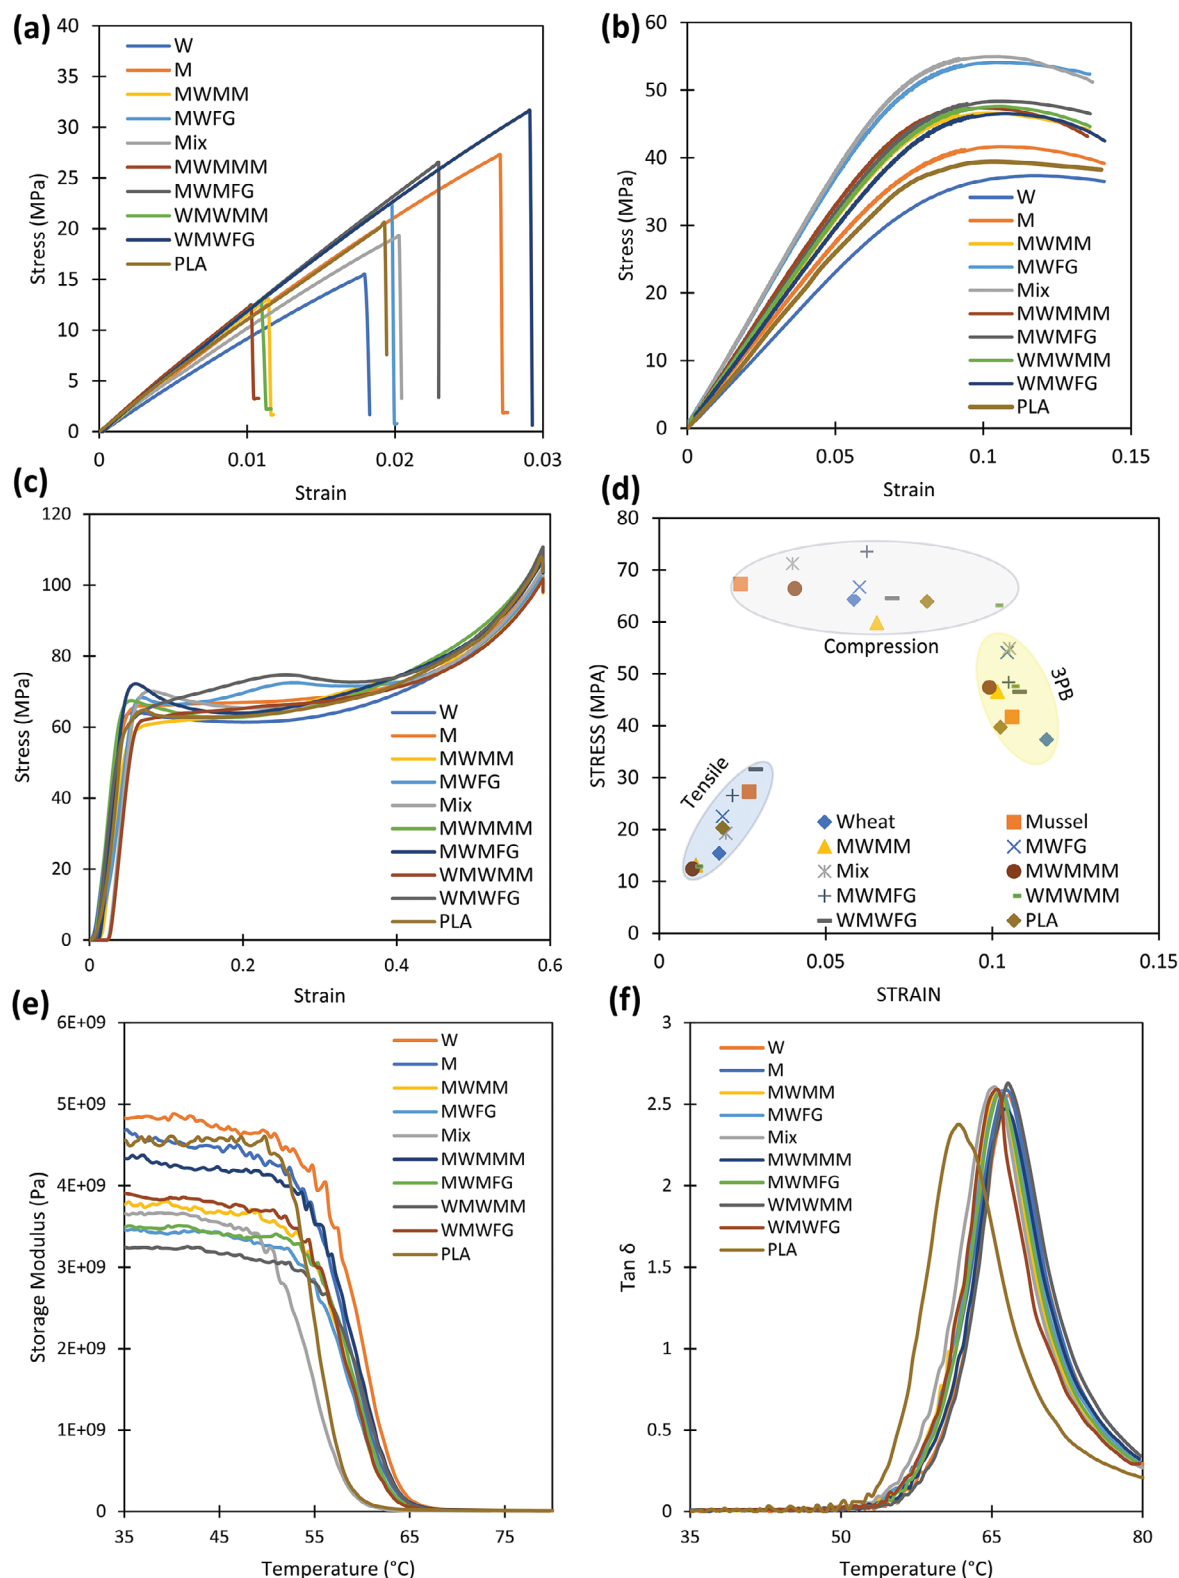 (a)
40
35
30
25
20
15
10
5
0
Stress (MPa)
W
M
MWMM
MWFG
Mix
MWMMM
MWMFG
WMWMM
WMWFG
PLA
0
0.01
0.02
0.03
Strain
(b)
60
50
40
30
20
10
0
Stress (MPa)
W
M
MWMM
MWFG
Mix
MWMMM
MWMFG
WMWMM
WMWFG
PLA
0
0.05
0.1
0.15
Strain
(c)
120
100
80
60
40
20
0
Stress (MPa)
W
M
MWMM
MWFG
Mix
MWMMM
MWMFG
WMWMM
WMWFG
PLA
0
0.2
0.4
0.6
Strain
(d)
80
70
60
50
40
30
20
10
0
STRESS (MPA)
Compression
3PB
Tensile
Wheat
Mussel
MWMM
MWFG
Mix
MWMMM
MWMFG
WMWMM
WMWFG
PLA
0
0.05
0.1
0.15
STRAIN
(e)
6E+09
5E+09
4E+09
3E+09
2E+09
1E+09
0
Storage Modulus (Pa)
W
M
MWMM
MWFG
Mix
MWMMM
MWMFG
WMWMM
WMWFG
PLA
35
45
55
65
75
Temperature (°C)
(f)
3
2.5
2
1.5
1
0.5
0
Tan δ
W
M
MWMM
MWFG
Mix
MWMMM
MWMFG
WMWMM
WMWFG
PLA
35
50
65
80
Temperature (°C)